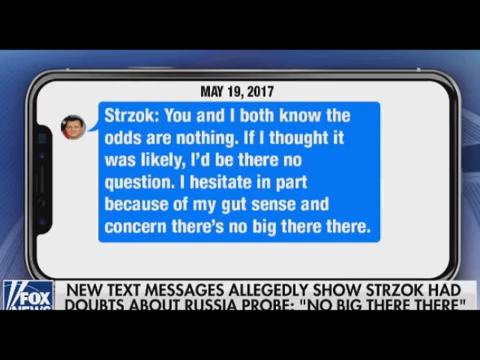 MAY 19, 2017
Strzok: You and I both know the
odds are nothing. If I thought it
was likely, I'd be there no
question. I hesitate in part
because of my gut sense and
concern there's no big there there.
NEW TEXT MESSAGES ALLEGEDLY SHOW STRZOK HAD
DOUBTS ABOUT RUSSIA PROBE: "NO BIG THERE THERE"
FOX
NEWS